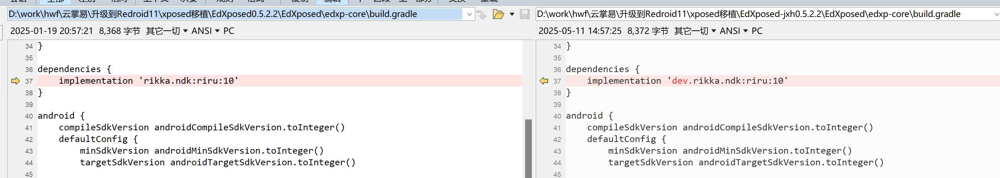 D:\work\hwf\云掌易\升级到Redroid11\xposed移植\EdXposed0.5.2.2\EdXposed\edxp-core\build.gradle
2025-01-19 20:57:21 8,368 字节 其它一切 ANSI PC
34 }
35
36 dependencies {
37     implementation 'rikka.ndk:riru:10'
38 }
39
40 android {
41     compileSdkVersion androidCompileSdkVersion.toInteger()
42     defaultConfig {
43         minSdkVersion androidMinSdkVersion.toInteger()
44         targetSdkVersion androidTargetSdkVersion.toInteger()
45
D:\work\hwf\云掌易\升级到Redroid11\xposed移植\EdXposed-jxh0.5.2.2\EdXposed\edxp-core\build.gradle
2025-05-11 14:57:25 8,372 字节 其它一切 ANSI PC
34 }
35
36 dependencies {
37     implementation 'dev.rikka.ndk:riru:10'
38 }
39
40 android {
41     compileSdkVersion androidCompileSdkVersion.toInteger()
42     defaultConfig {
43         minSdkVersion androidMinSdkVersion.toInteger()
44         targetSdkVersion androidTargetSdkVersion.toInteger()
45